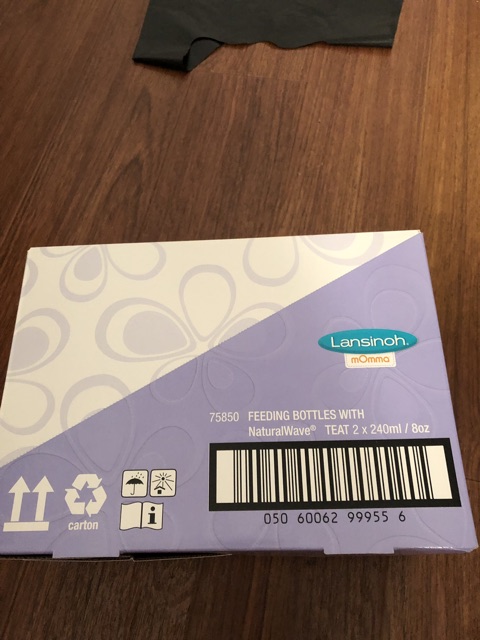 Lansinoh®
mOmma
75850 FEEDING BOTTLES WITH
NaturalWave® TEAT 2 x 240ml / 8oz
050 60062 99955 6
carton
i